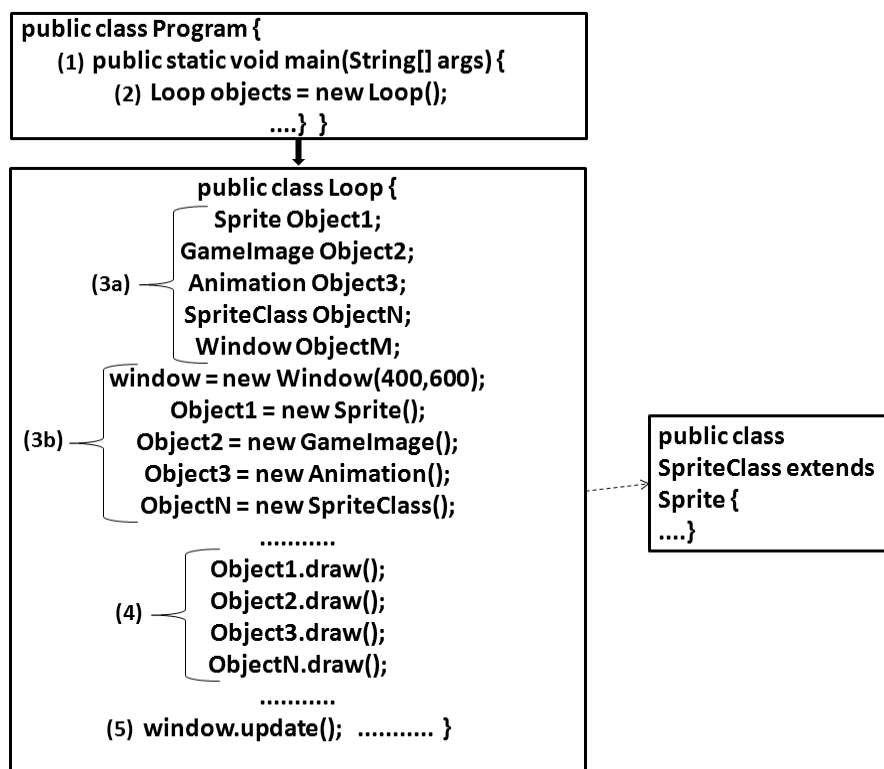 public class Program {
(1) public static void main(String[] args) {
(2) Loop objects = new Loop();
....} }
public class Loop {
Sprite Object1;
GameImage Object2;
(3a) Animation Object3;
SpriteClass ObjectN;
Window ObjectM;
window = new Window(400,600);
Object1 = new Sprite();
(3b) Object2 = new GameImage();
Object3 = new Animation();
ObjectN = new SpriteClass();
...........
Object1.draw();
(4) Object2.draw();
Object3.draw();
ObjectN.draw();
...........
(5) window.update(); ........... }
public class
SpriteClass extends
Sprite {
....}